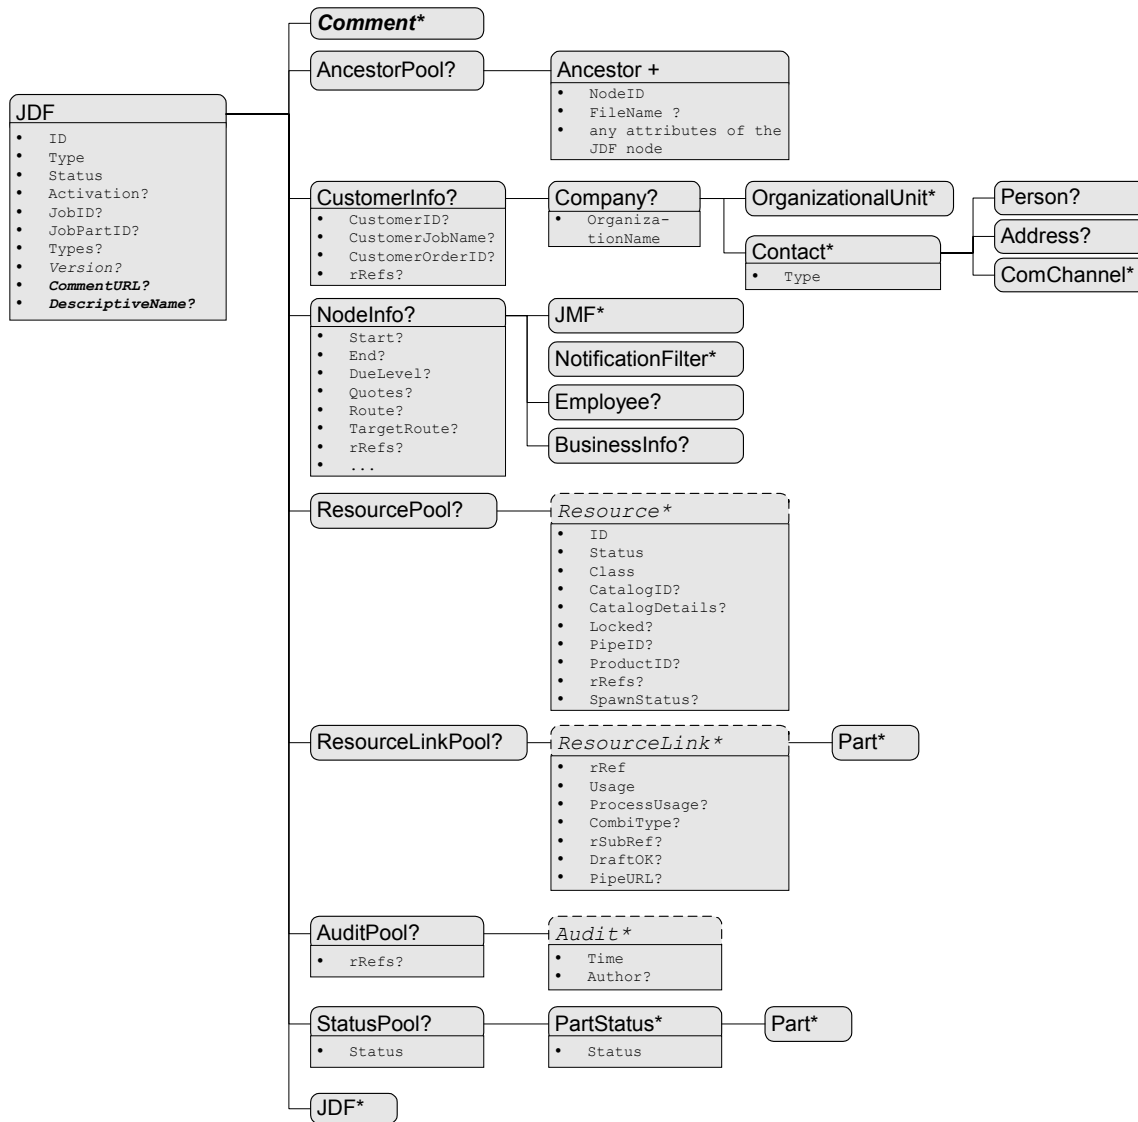 Comment*
AncestorPool?
Ancestor +
• NodeID
• FileName ?
• any attributes of the
JDF node
JDF
• ID
• Type
• Status
• Activation?
• JobID?
• JobPartID?
• Types?
• Version?
• CommentURL?
• DescriptiveName?
CustomerInfo?
• CustomerID?
• CustomerJobName?
• CustomerOrderID?
• rRefs?
Company?
• Organiza-
tionName
OrganizationalUnit*
Contact*
• Type
Person?
Address?
ComChannel*
NodeInfo?
• Start?
• End?
• DueLevel?
• Quotes?
• Route?
• TargetRoute?
• rRefs?
• ...
JMF*
NotificationFilter*
Employee?
BusinessInfo?
ResourcePool?
Resource*
• ID
• Status
• Class
• CatalogID?
• CatalogDetails?
• Locked?
• PipeID?
• ProductID?
• rRefs?
• SpawnStatus?
ResourceLinkPool?
ResourceLink*
• rRef
• Usage
• ProcessUsage?
• CombiType?
• rSubRef?
• DraftOK?
• PipeURL?
Part*
AuditPool?
• rRefs?
Audit*
• Time
• Author?
StatusPool?
• Status
PartStatus*
• Status
Part*
JDF*